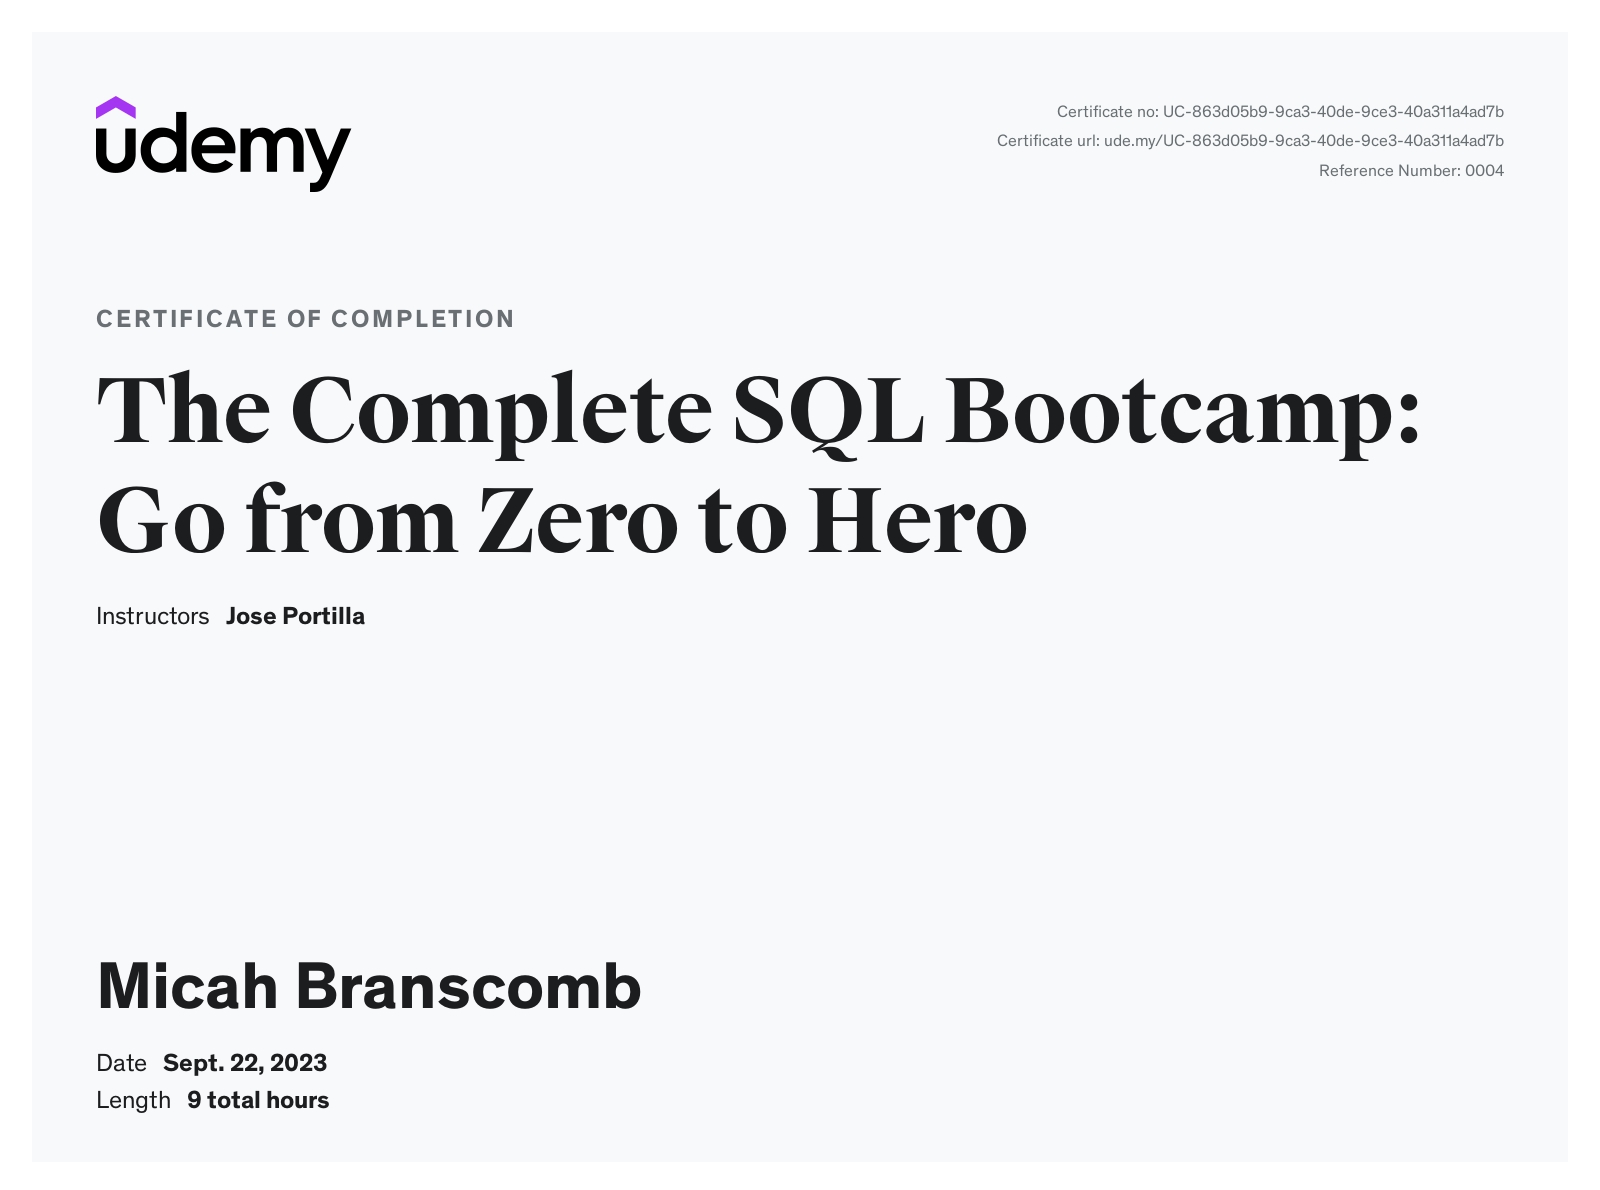 udemy
Certificate no: UC-863d05b9-9ca3-40de-9ce3-40a311a4ad7b
Certificate url: ude.my/UC-863d05b9-9ca3-40de-9ce3-40a311a4ad7b
Reference Number: 0004
CERTIFICATE OF COMPLETION
The Complete SQL Bootcamp:
Go from Zero to Hero
Instructors Jose Portilla
Micah Branscomb
Date Sept. 22, 2023
Length 9 total hours